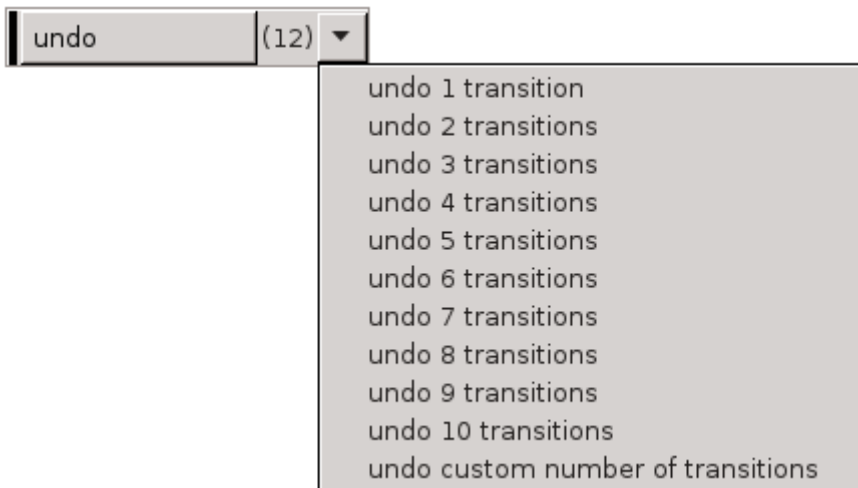 undo (12)
undo 1 transition
undo 2 transitions
undo 3 transitions
undo 4 transitions
undo 5 transitions
undo 6 transitions
undo 7 transitions
undo 8 transitions
undo 9 transitions
undo 10 transitions
undo custom number of transitions